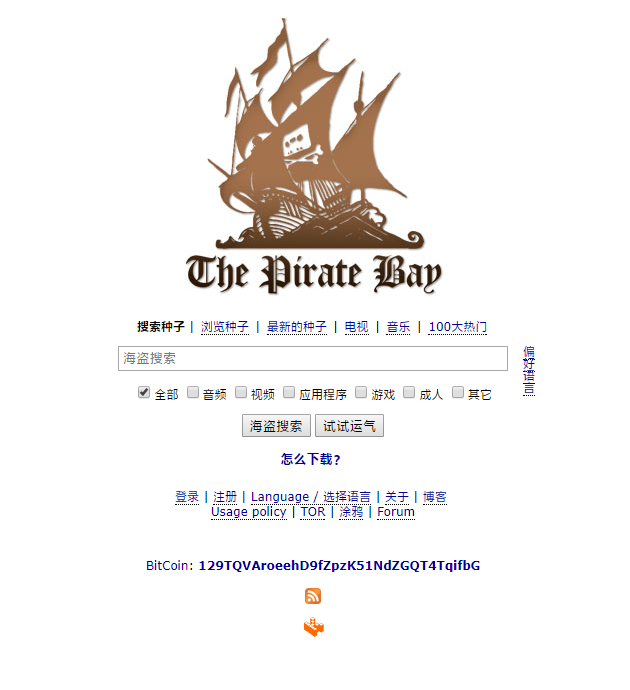 The Pirate Bay
搜索种子 | 浏览种子 | 最新的种子 | 电视 | 音乐 | 100大热门
海盗搜索
偏好
语言
全部 音频 视频 应用程序 游戏 成人 其它
海盗搜索 试试运气
怎么下载?
登录 | 注册 | Language / 选择语言 | 关于 | 博客
Usage policy | TOR | 涂鸦 | Forum
BitCoin: 129TQVAroeehD9fZpzK51NdZGQT4TqifbG